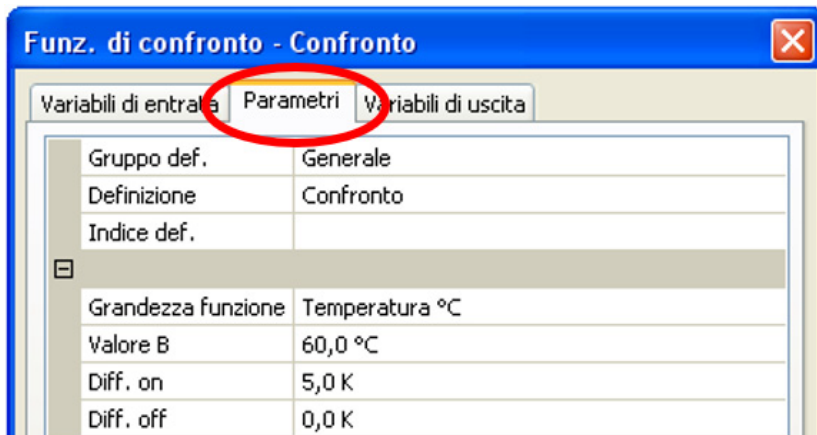 Funz. di confronto - Confronto
Variabili di entrata Parametri Variabili di uscita
Gruppo def. Generale
Definizione Confronto
Indice def.
Grandezza funzione Temperatura °C
Valore B 60,0 °C
Diff. on 5,0 K
Diff. off 0,0 K